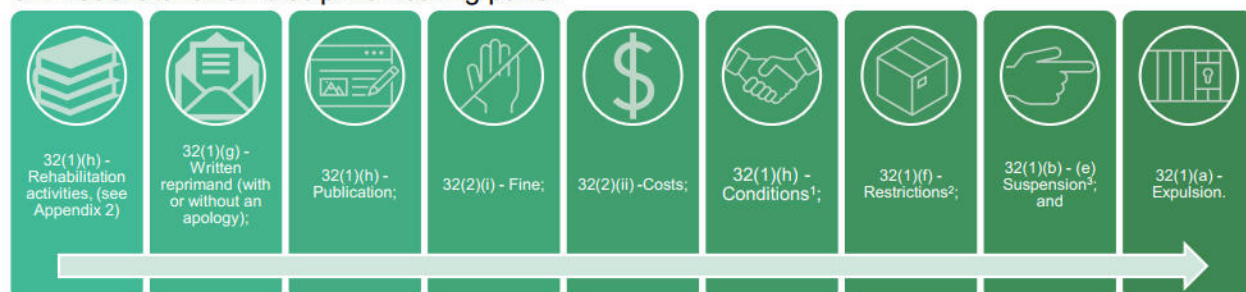 32(1)(h) -
Rehabilitation
activities, (see
Appendix 2)
32(1)(g) -
Written
reprimand (with
or without an
apology);
32(1)(h) -
Publication;
32(2)(i) - Fine;
32(2)(ii) -Costs;
32(1)(h) -
Conditions¹;
32(1)(f) -
Restrictions²;
32(1)(b) - (e)
Suspension³;
and
32(1)(a) -
Expulsion.